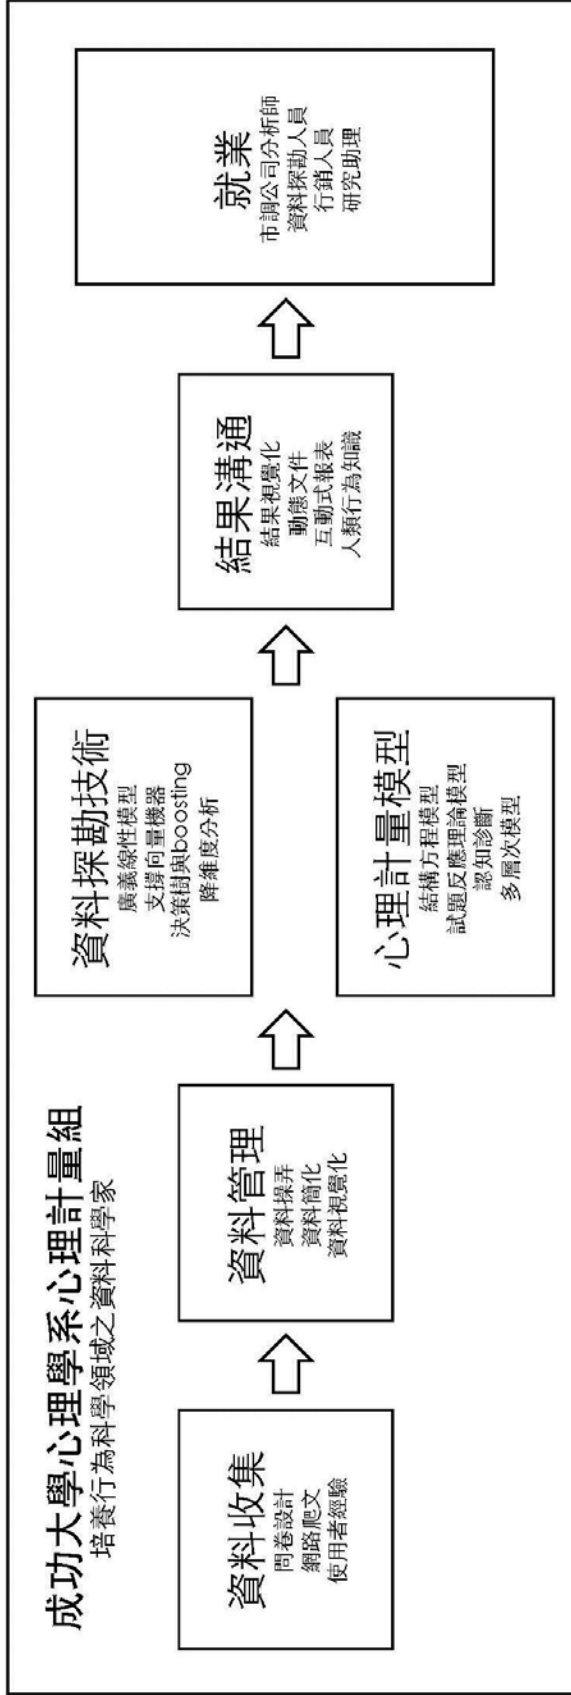 成功大學心理學系心理計量組
培養行為科學領域之資料科學家
資料收集
問卷設計
網路爬文
使用者經驗
資料管理
資料操弄
資料簡化
資料視覺化
資料探勘技術
廣義線性模型
支撐向量機器
決策樹與boosting
降維度分析
心理計量模型
結構方程模型
試題反應理論模型
認知診斷
多層次模型
結果溝通
結果視覺化
動態文件
互動式報表
人類行為知識
就業
市調公司分析師
資料探勘人員
行銷人員
研究助理